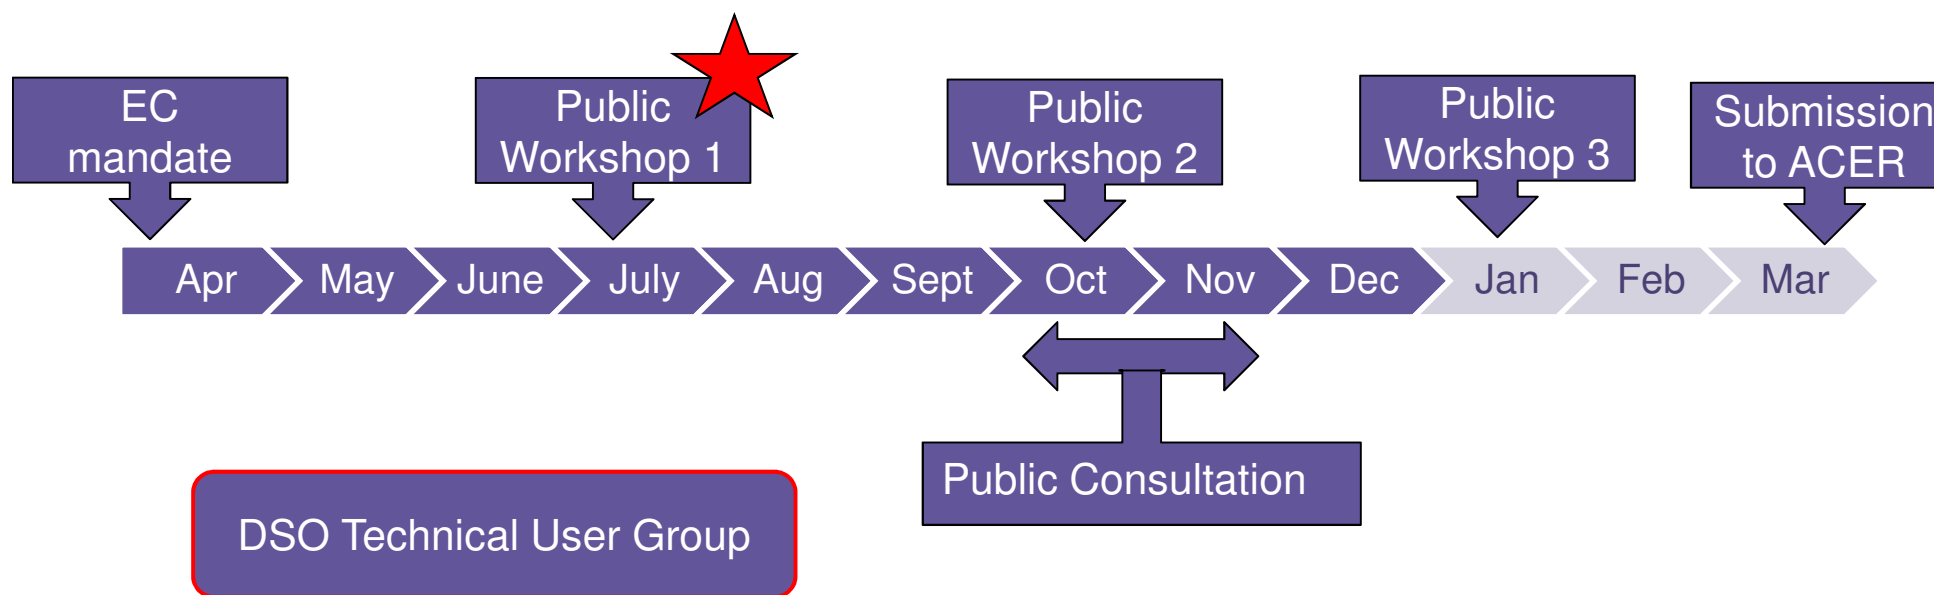 EC
mandate
Public
Workshop 1
Public
Workshop 2
Public
Workshop 3
Submission
to ACER
Apr
May
June
July
Aug
Sept
Oct
Nov
Dec
Jan
Feb
Mar
Public Consultation
DSO Technical User Group